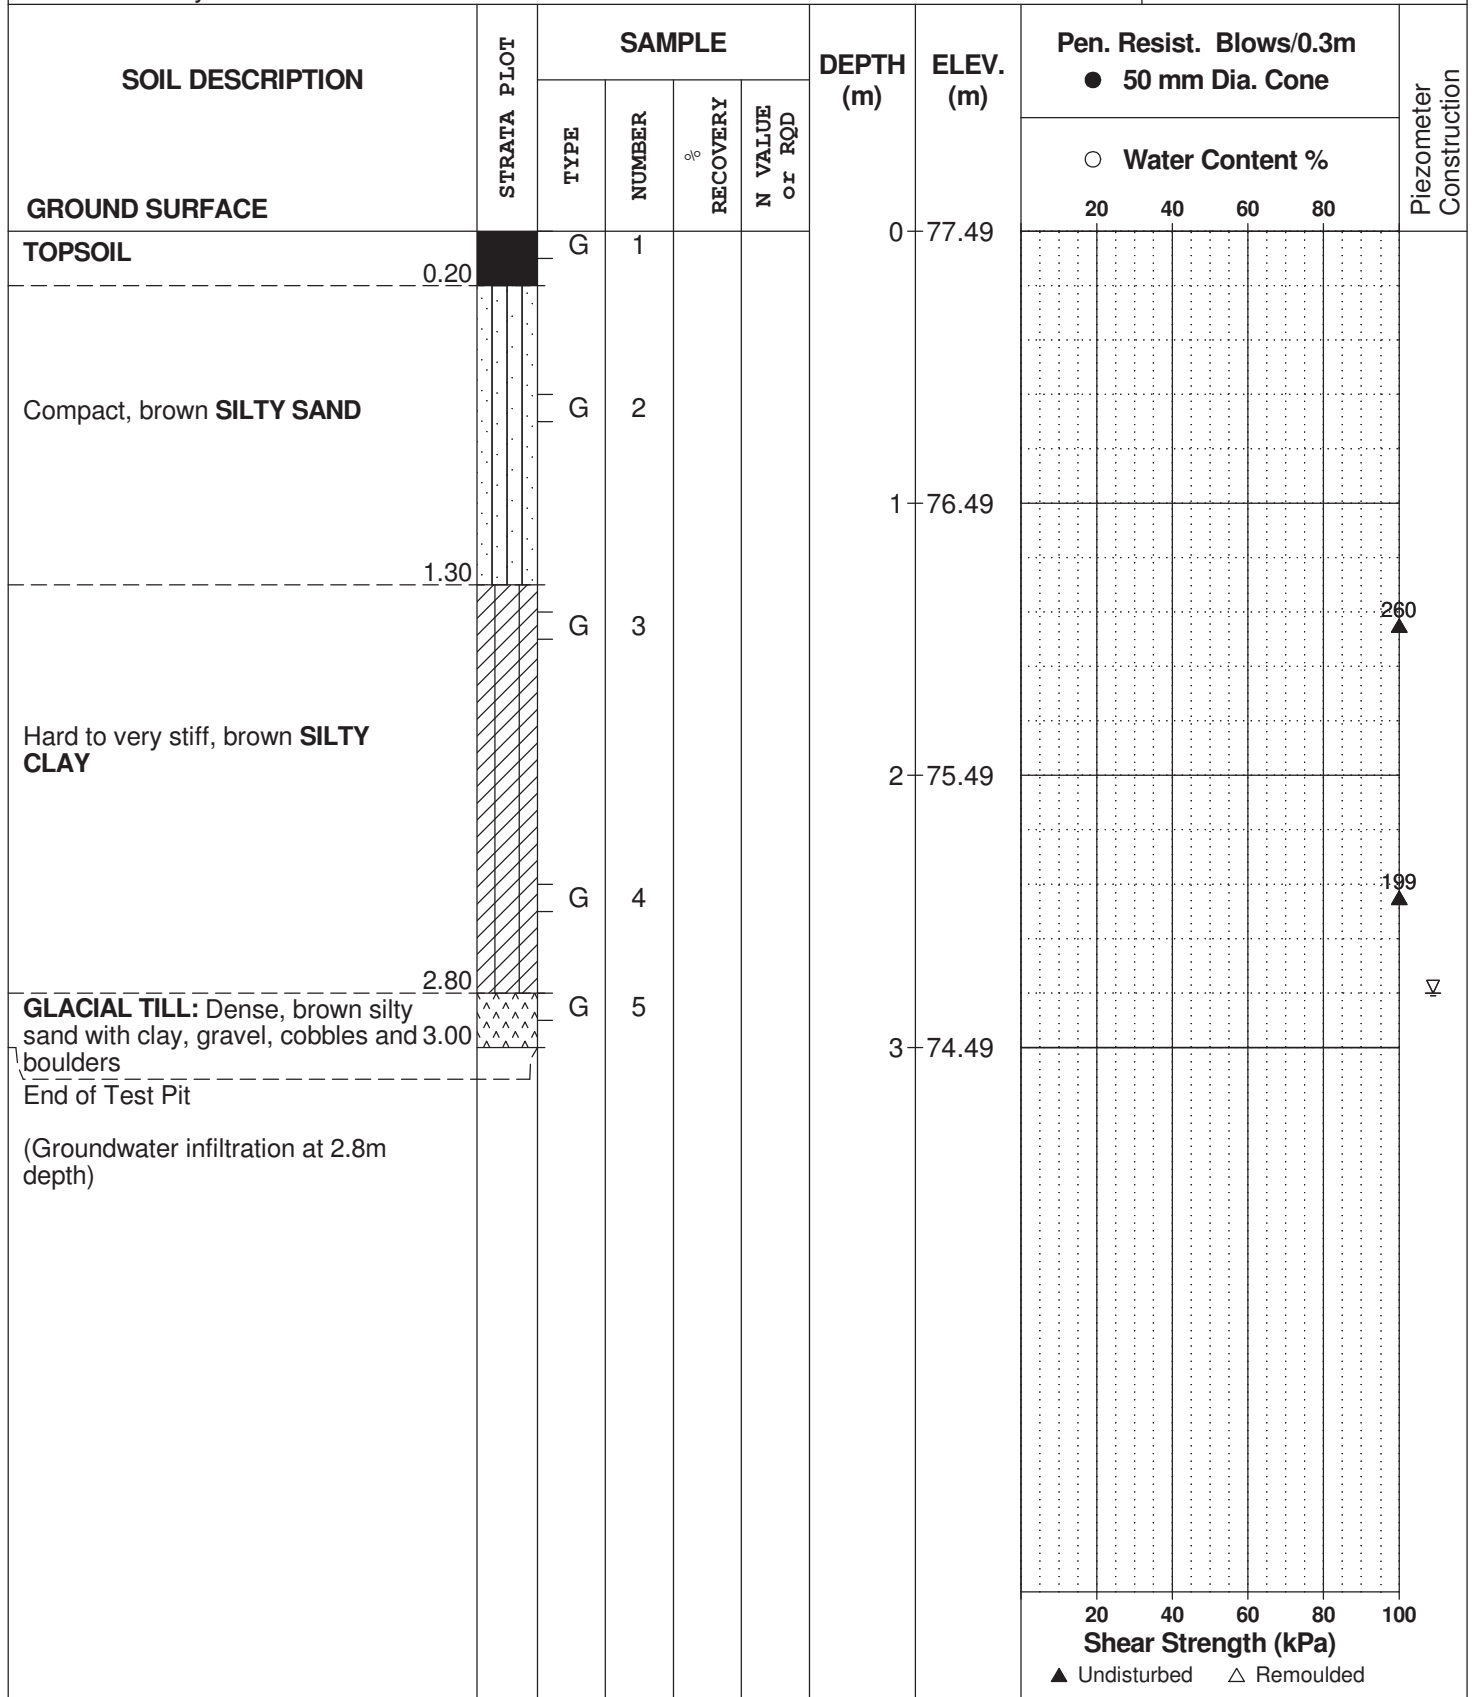 SOIL DESCRIPTION
GROUND SURFACE
STRATA PLOT
SAMPLE
TYPE
NUMBER
%
RECOVERY
N VALUE
or RQD
DEPTH
(m)
ELEV.
(m)
Pen. Resist. Blows/0.3m
● 50 mm Dia. Cone
○ Water Content %
20 40 60 80
Piezometer
Construction
TOPSOIL
0.20
G 1
0 77.49
Compact, brown SILTY SAND
G 2
1 76.49
1.30
G 3
260
Hard to very stiff, brown SILTY
CLAY
2 75.49
G 4
199
2.80
GLACIAL TILL: Dense, brown silty
sand with clay, gravel, cobbles and 3.00
boulders
G 5
3 74.49
End of Test Pit
(Groundwater infiltration at 2.8m
depth)
20 40 60 80 100
Shear Strength (kPa)
▲ Undisturbed △ Remoulded